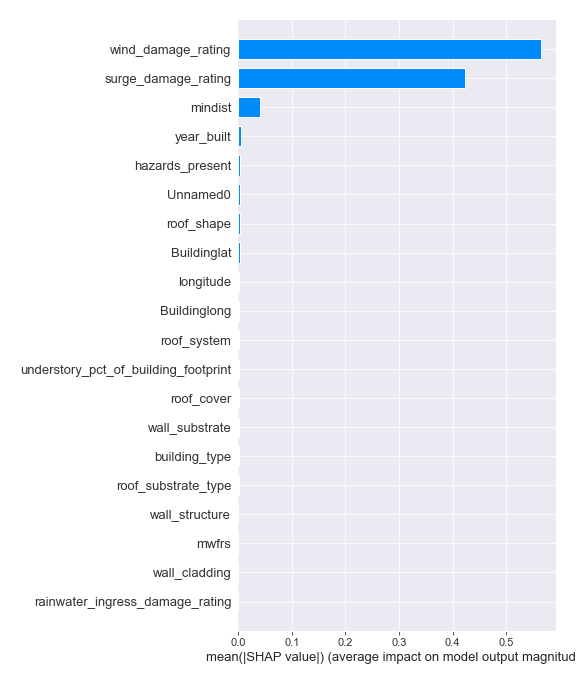 wind_damage_rating
surge_damage_rating
mindist
year_built
hazards_present
Unnamed0
roof_shape
Buildinglat
longitude
Buildinglong
roof_system
understory_pct_of_building_footprint
roof_cover
wall_substrate
building_type
roof_substrate_type
wall_structure
mwfrs
wall_cladding
rainwater_ingress_damage_rating
0.0 0.1 0.2 0.3 0.4 0.5
mean(|SHAP value|) (average impact on model output magnitud